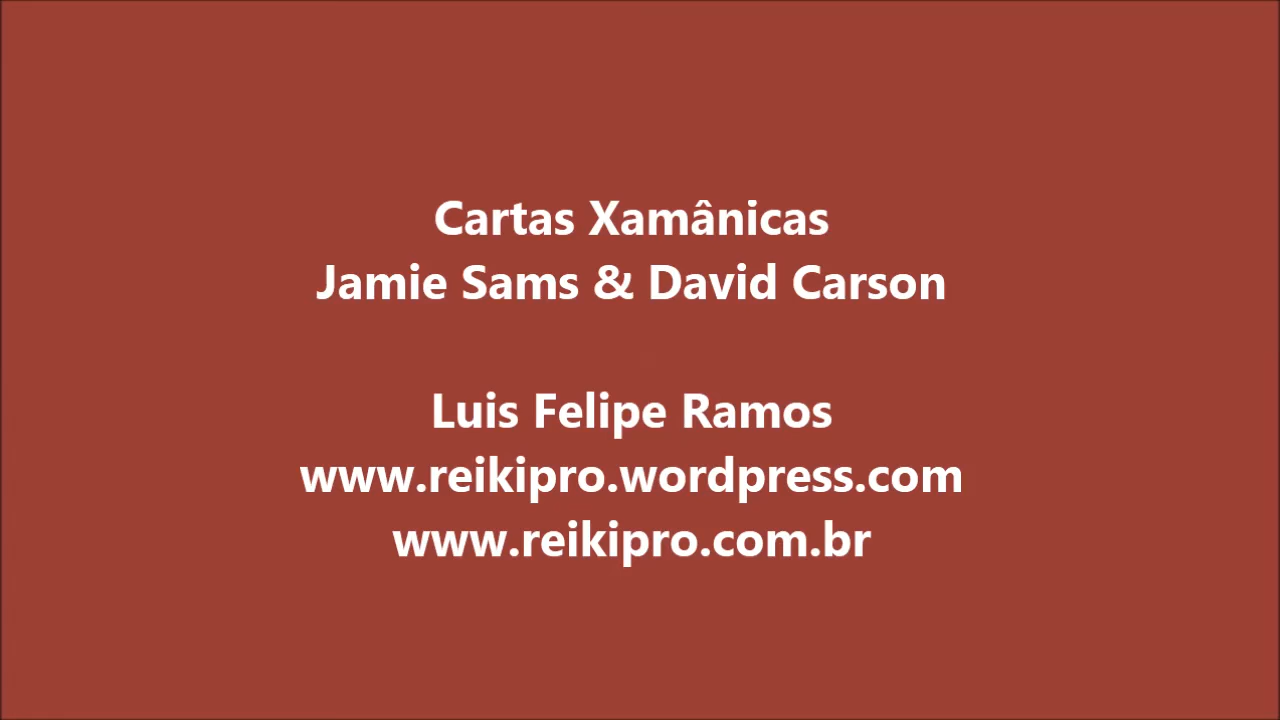 Cartas Xamânicas
Jamie Sams & David Carson
Luis Felipe Ramos
www.reikipro.wordpress.com
www.reikipro.com.br